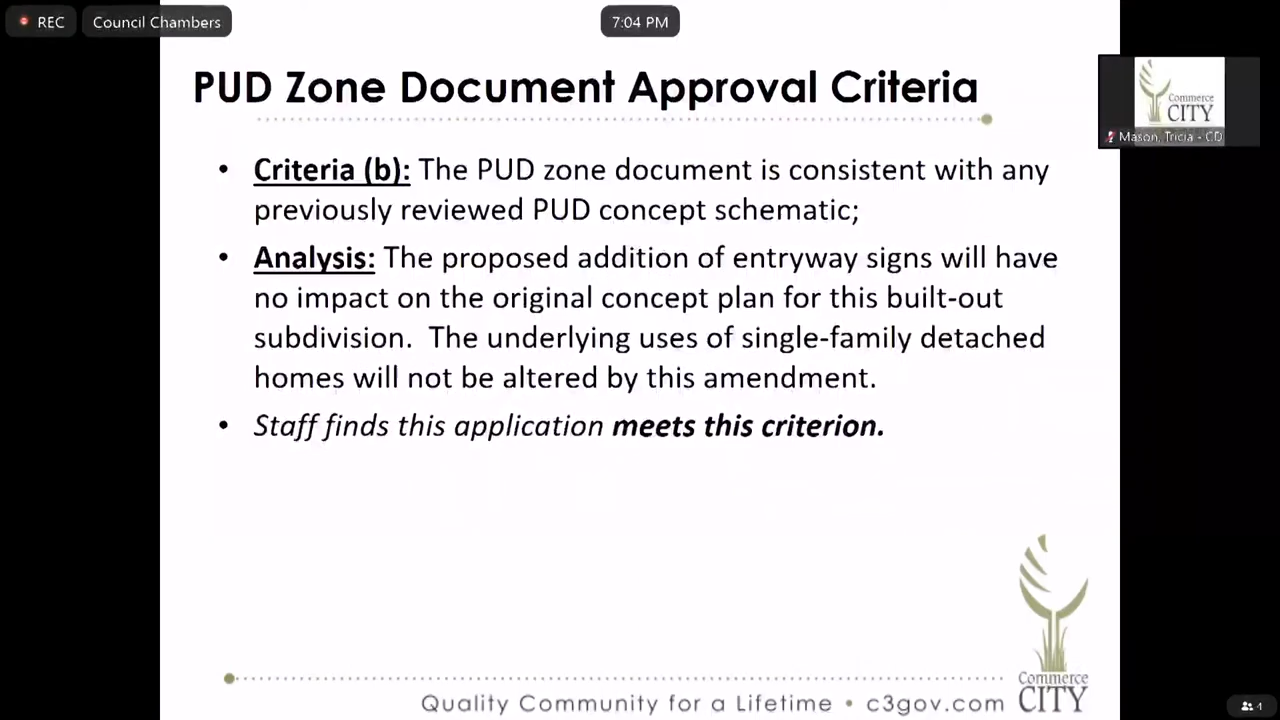 REC
Council Chambers
7:04 PM
PUD Zone Document Approval Criteria
Commerce
CITY
Mason, Tricia - CD
• Criteria (b): The PUD zone document is consistent with any
previously reviewed PUD concept schematic;
• Analysis: The proposed addition of entryway signs will have
no impact on the original concept plan for this built-out
subdivision. The underlying uses of single-family detached
homes will not be altered by this amendment.
• Staff finds this application meets this criterion.
Commerce
CITY
Quality Community for a Lifetime • c3gov.com
4